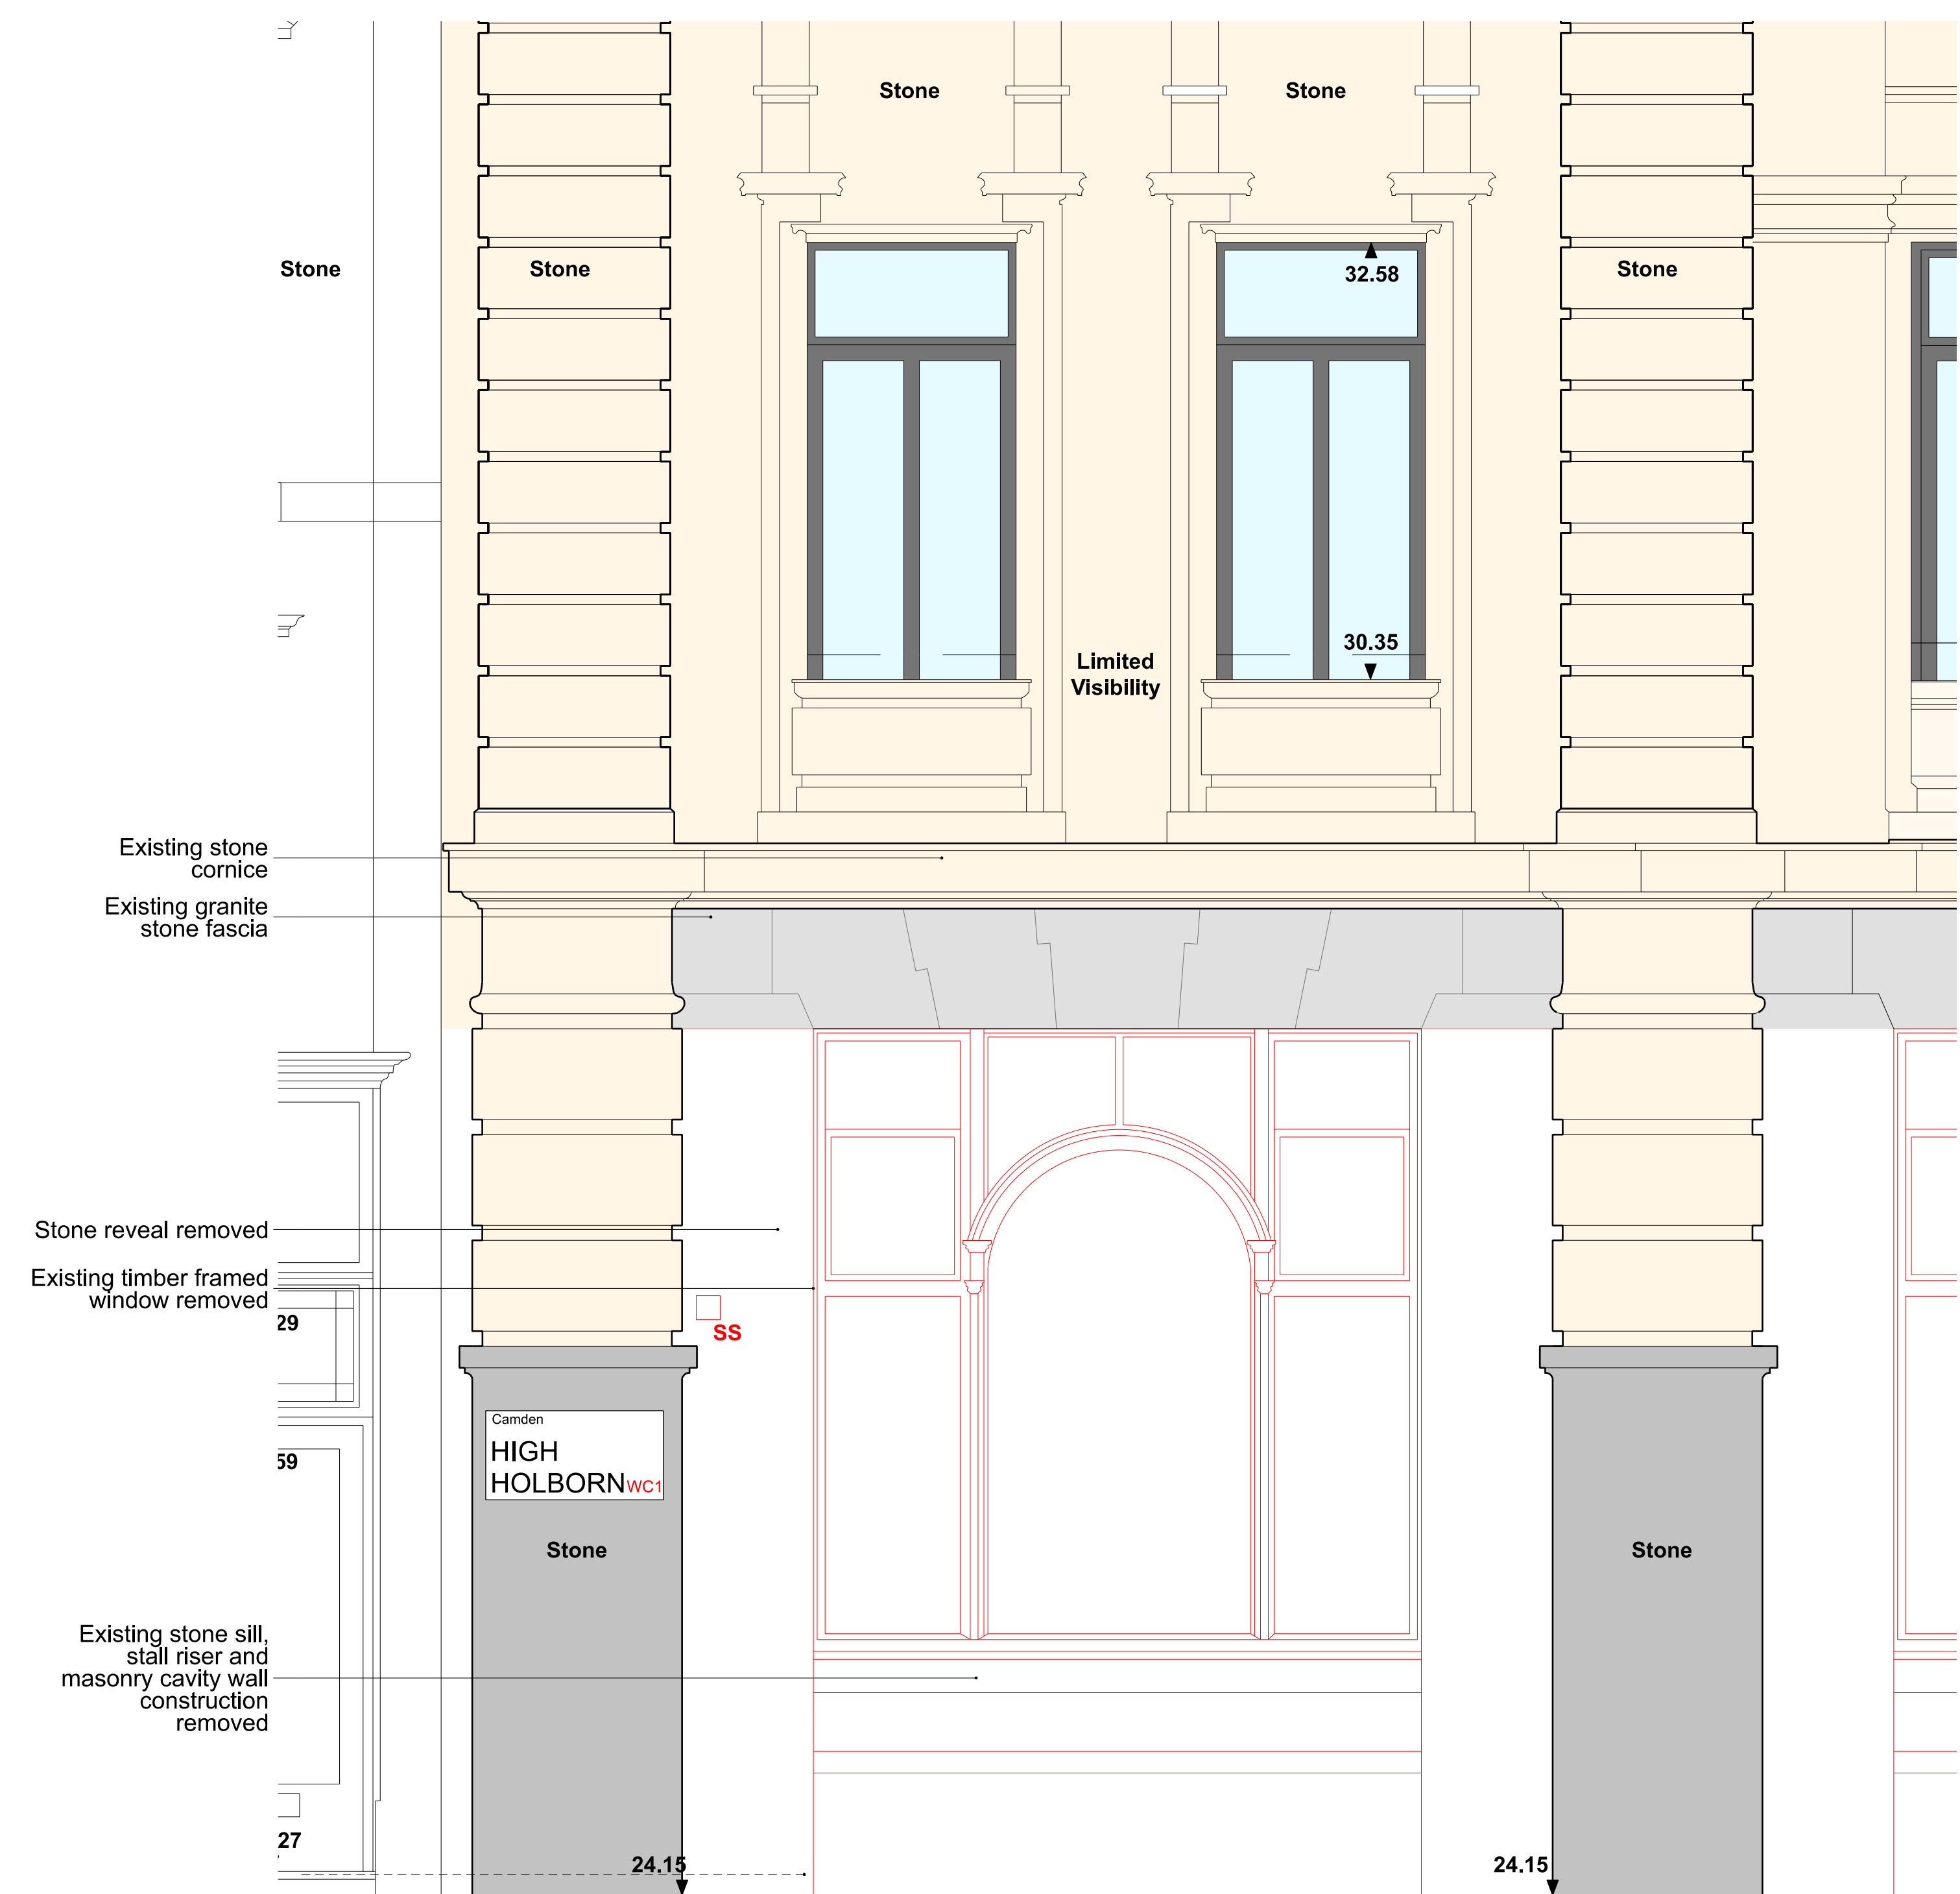 Stone
Stone
Stone
Stone
Stone
32.58
30.35
Limited
Visibility
Existing stone
cornice
Existing granite
stone fascia
Stone reveal removed
Existing timber framed
window removed
29
SS
Camden
HIGH
HOLBORN WC1
59
Stone
Stone
Existing stone sill,
stall riser and
masonry cavity wall
construction
removed
27
24.15
24.15